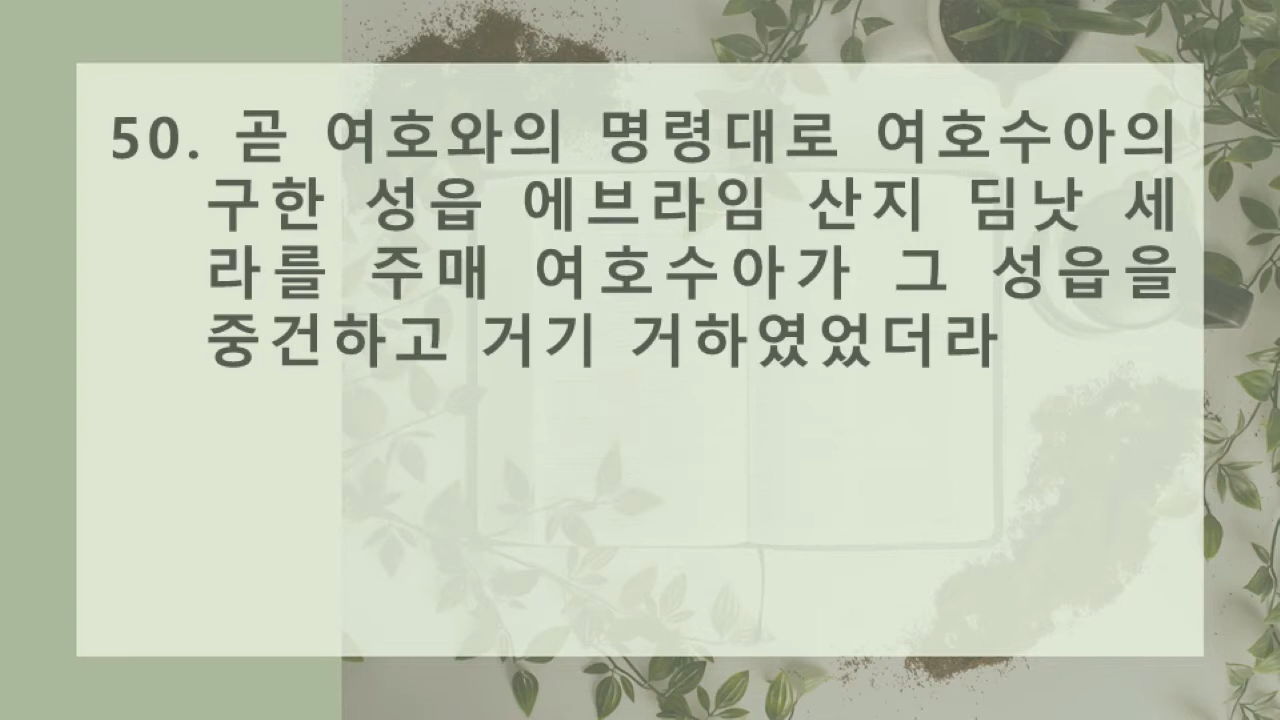 50. 곧 여호와의 명령대로 여호수아의
구한 성읍 에브라임 산지 딤낫 세
라를 주매 여호수아가 그 성읍을
중건하고 거기 거하였었더라